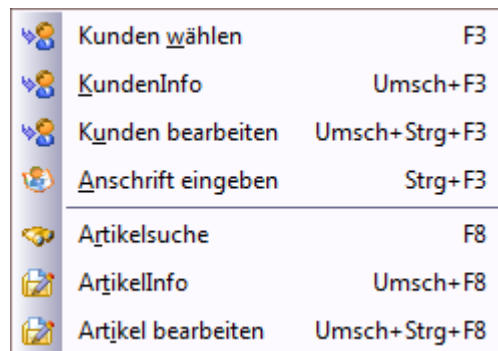 Kunden wählen F3
KundenInfo Umsch+F3
Kunden bearbeiten Umsch+Strg+F3
Anschrift eingeben Strg+F3
Artikelsuche F8
ArtikelInfo Umsch+F8
Artikel bearbeiten Umsch+Strg+F8